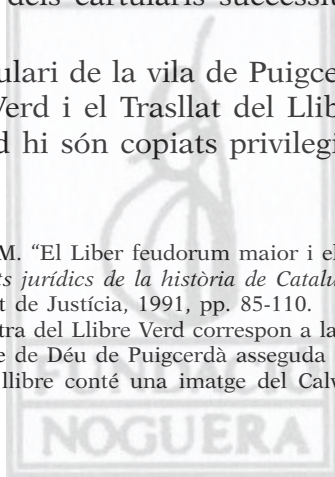 dels cartularis successi
ulari de la vila de Puigce
Verd i el Trasllat del Llib
d hi són copiats privilegi
M. “El Liber feudorum maior i el
ts jurídics de la història de Catalu
t de Justícia, 1991, pp. 85-110.
tra del Llibre Verd correspon a la
e de Déu de Puigcerdà asseguda
llibre conté una imatge del Calv
FUNDACIÓ
NOGUERA